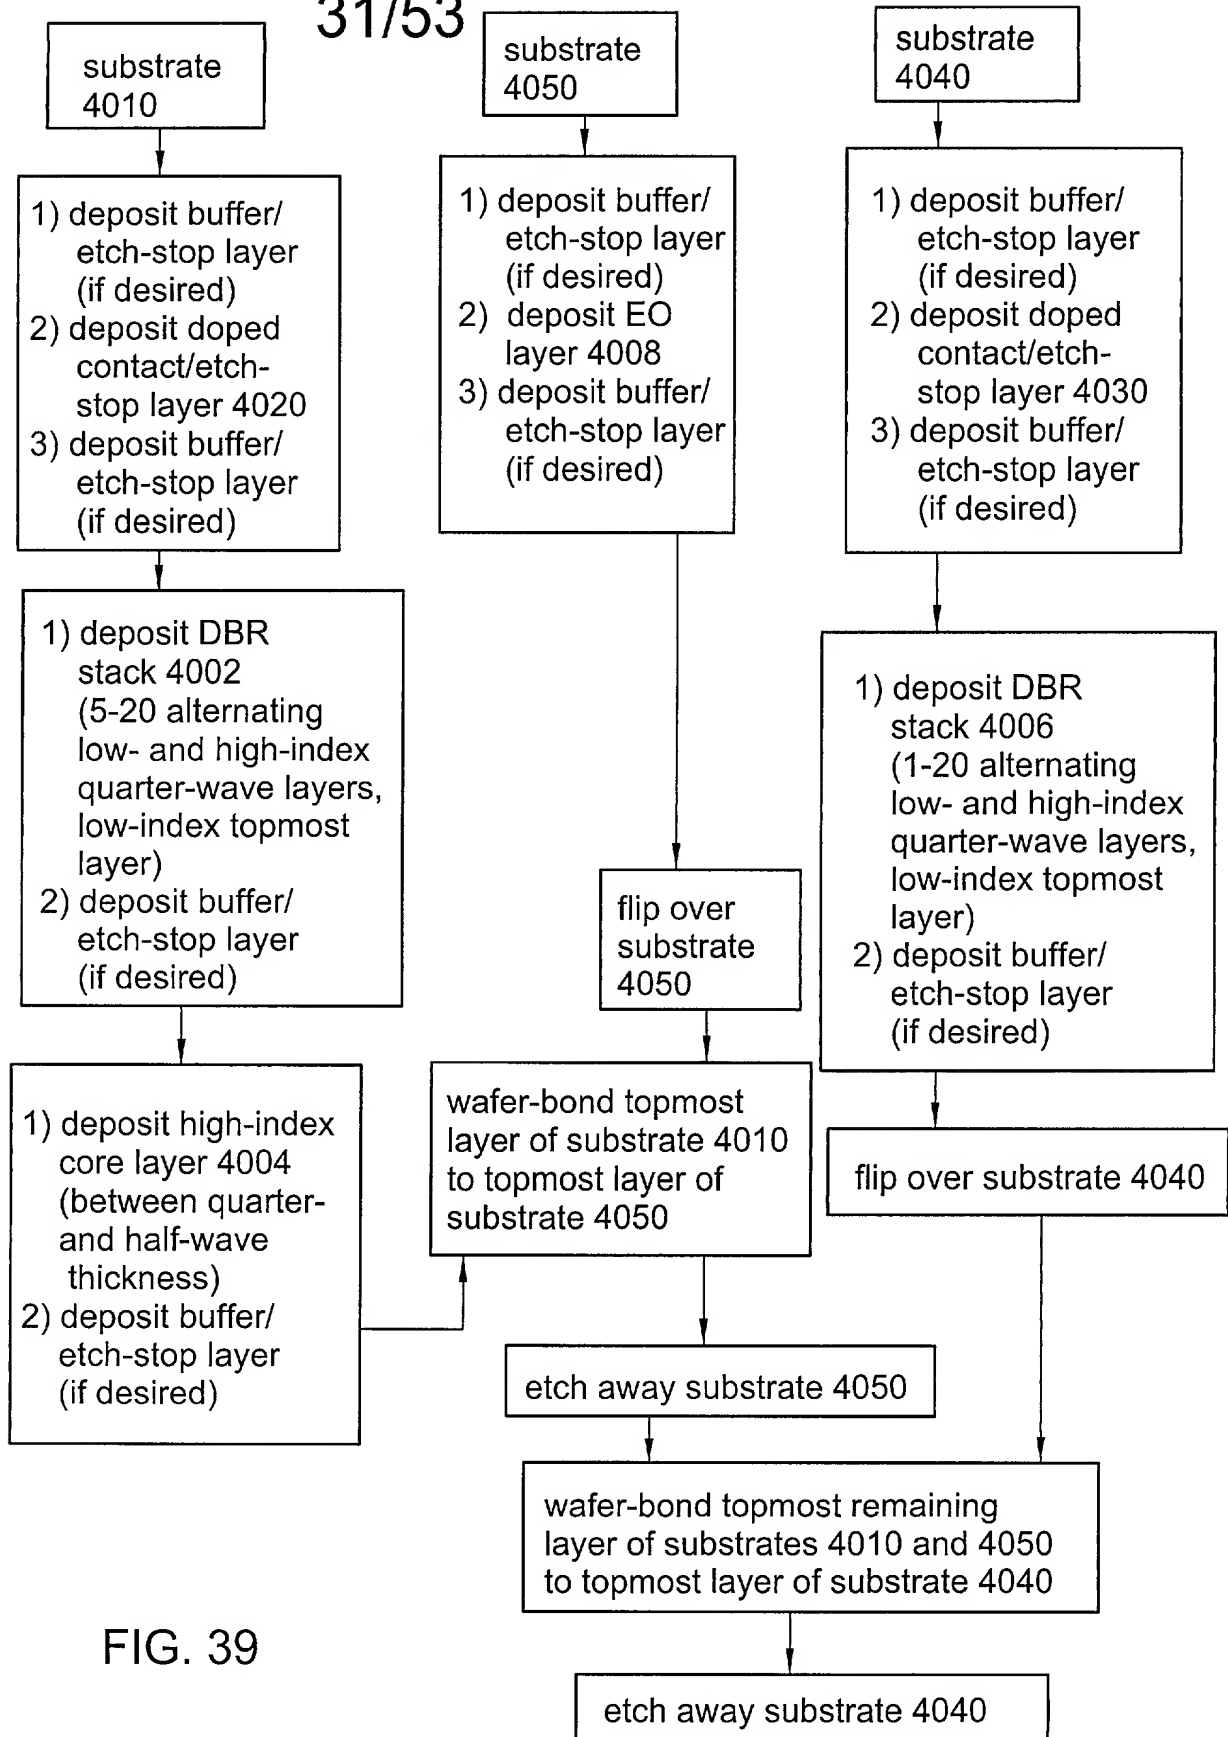 31/53
substrate
4010
1) deposit buffer/
etch-stop layer
(if desired)
2) deposit doped
contact/etch-
stop layer 4020
3) deposit buffer/
etch-stop layer
(if desired)
1) deposit DBR
stack 4002
(5-20 alternating
low- and high-index
quarter-wave layers,
low-index topmost
layer)
2) deposit buffer/
etch-stop layer
(if desired)
1) deposit high-index
core layer 4004
(between quarter-
and half-wave
thickness)
2) deposit buffer/
etch-stop layer
(if desired)
substrate
4050
1) deposit buffer/
etch-stop layer
(if desired)
2) deposit EO
layer 4008
3) deposit buffer/
etch-stop layer
(if desired)
flip over
substrate
4050
wafer-bond topmost
layer of substrate 4010
to topmost layer of
substrate 4050
etch away substrate 4050
substrate
4040
1) deposit buffer/
etch-stop layer
(if desired)
2) deposit doped
contact/etch-
stop layer 4030
3) deposit buffer/
etch-stop layer
(if desired)
1) deposit DBR
stack 4006
(1-20 alternating
low- and high-index
quarter-wave layers,
low-index topmost
layer)
2) deposit buffer/
etch-stop layer
(if desired)
flip over substrate 4040
wafer-bond topmost remaining
layer of substrates 4010 and 4050
to topmost layer of substrate 4040
etch away substrate 4040
FIG. 39